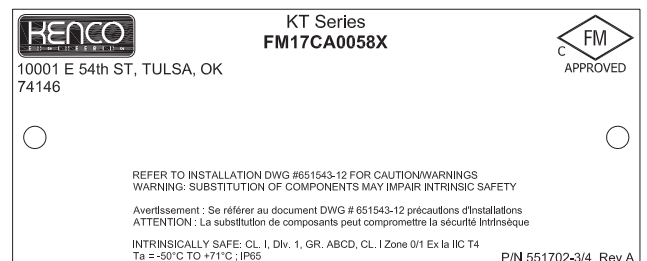 KENCO
ENGINEERING
10001 E 54th ST, TULSA, OK
74146
KT Series
FM17CA0058X
C FM
APPROVED
REFER TO INSTALLATION DWG #651543-12 FOR CAUTION/WARNINGS
WARNING: SUBSTITUTION OF COMPONENTS MAY IMPAIR INTRINSIC SAFETY
Avertissement : Se référer au document DWG # 651543-12 précautions d'Installations
ATTENTION : La substitution de composants peut compromettre la sécurité Intrinsèque
INTRINSICALLY SAFE: CL. I, Div. 1, GR. ABCD, CL. I Zone 0/1 Ex Ia IIC T4
Ta = -50°C TO +71°C ; IP65
P/N 551702-3/4 Rev A